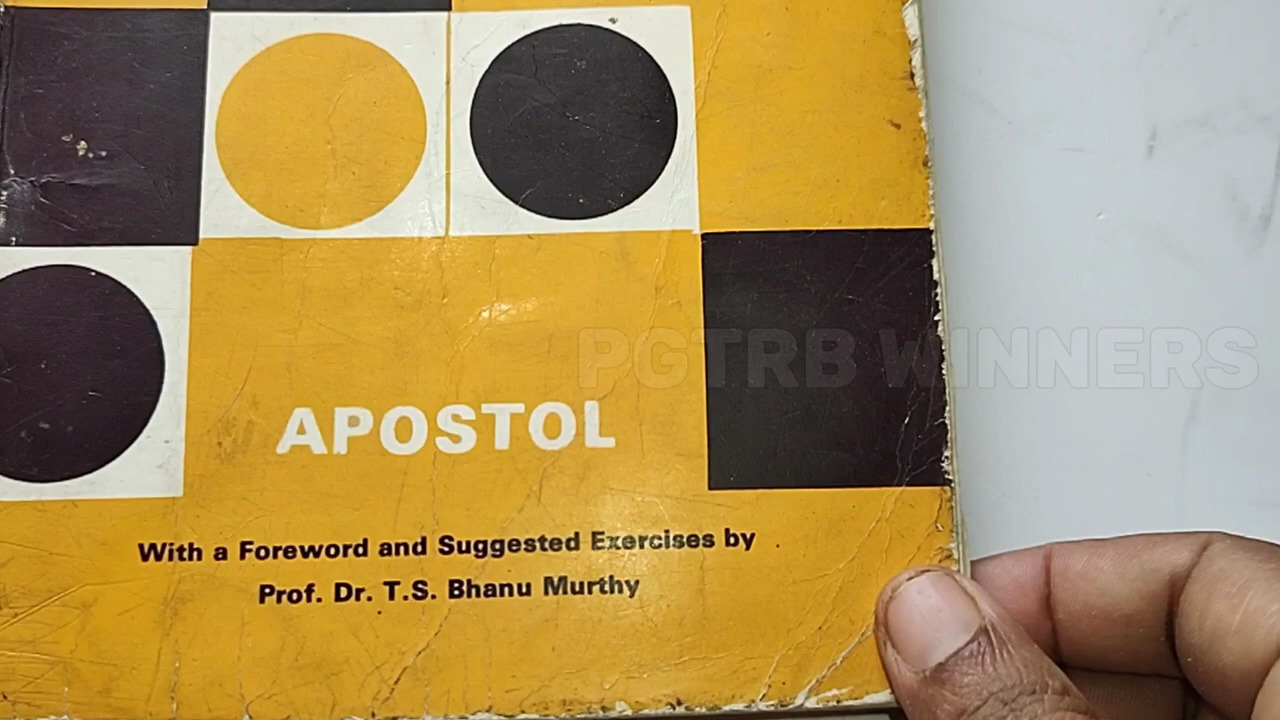 PGTRB WINNERS
APOSTOL
With a Foreword and Suggested Exercises by
Prof. Dr. T.S. Bhanu Murthy